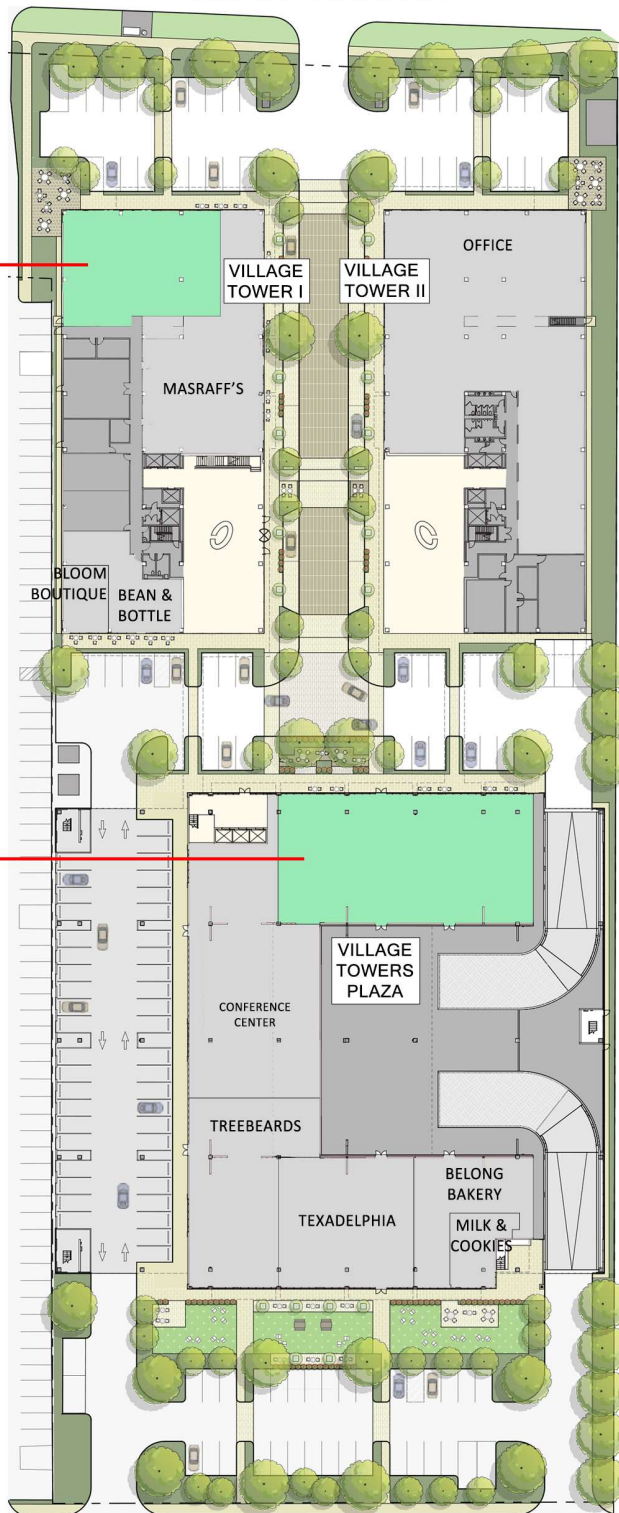 OFFICE
VILLAGE
TOWER I
VILLAGE
TOWER II
MASRAFF'S
BLOOM
BOUTIQUE
BEAN &
BOTTLE
VILLAGE
TOWERS
PLAZA
CONFERENCE
CENTER
TREEBEARDS
TEXADELPHIA
BELONG
BAKERY
MILK &
COOKIES